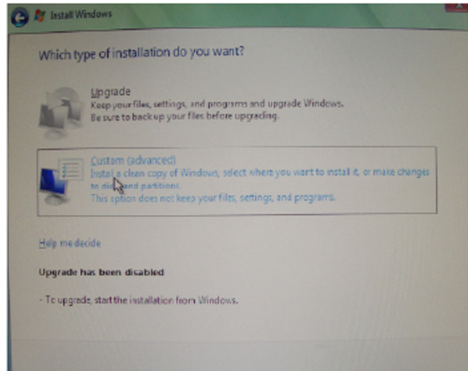 Install Windows
Which type of installation do you want?
Upgrade
Keep your files, settings, and programs and upgrade Windows.
Be sure to back up your files before upgrading.
Custom (advanced)
Install a clean copy of Windows, select where you want to install it, or make changes
to disks and partitions.
This option does not keep your files, settings, and programs.
Help me decide
Upgrade has been disabled
- To upgrade, start the installation from Windows.